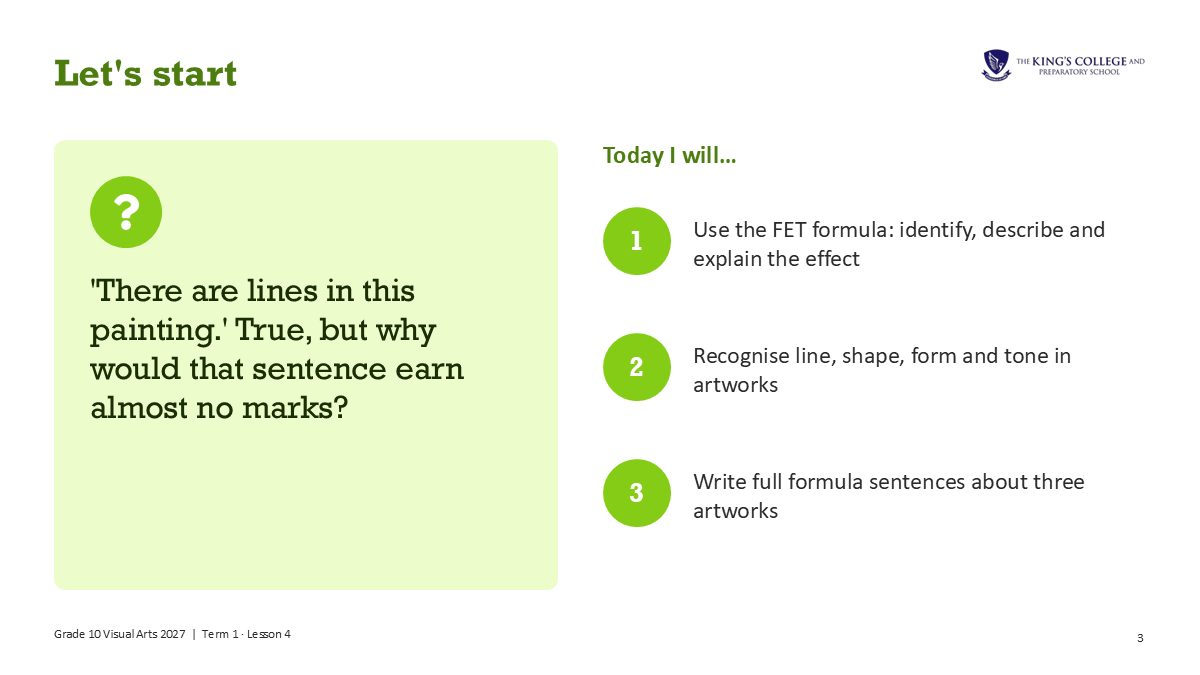 Let's start
THE KING'S COLLEGE AND
PREPARATORY SCHOOL
?
'There are lines in this
painting.' True, but why
would that sentence earn
almost no marks?
Today I will...
1
Use the FET formula: identify, describe and
explain the effect
2
Recognise line, shape, form and tone in
artworks
3
Write full formula sentences about three
artworks
Grade 10 Visual Arts 2027 | Term 1 · Lesson 4
3